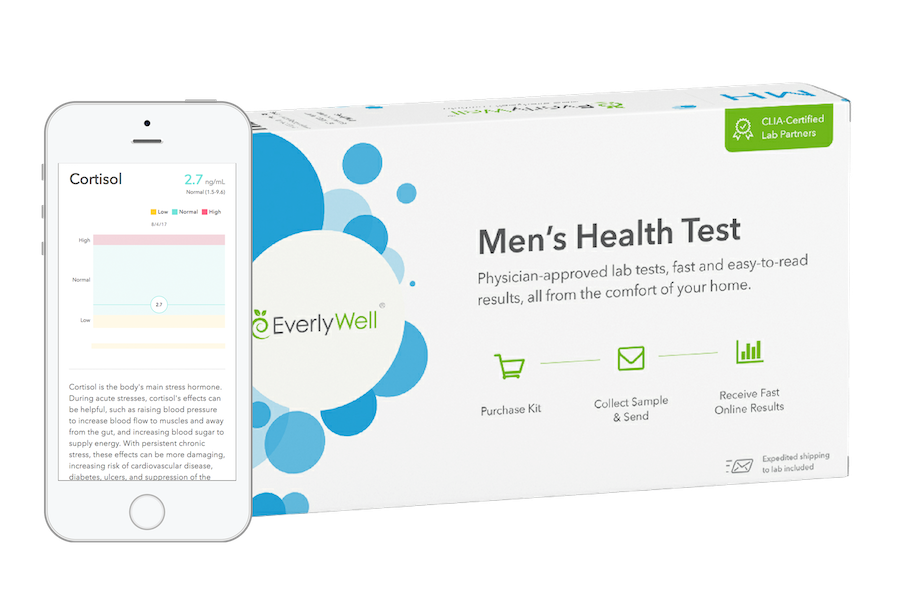 Cortisol
2.7 ng/mL
Normal (1.5-9.6)
Low Normal High
8/4/17
High
Normal
2.7
Low
Cortisol is the body's main stress hormone.
During acute stresses, cortisol's effects can
be helpful, such as raising blood pressure
to increase blood flow to muscles and away
from the gut, and increasing blood sugar to
supply energy. With persistent chronic
stress, these effects can be more damaging,
increasing risk of cardiovascular disease,
diabetes, ulcers, and suppression of the
EverlyWell
MH
EverlyWell®
CLIA-Certified
Lab Partners
Men's Health Test
Physician-approved lab tests, fast and easy-to-read
results, all from the comfort of your home.
Purchase Kit
Collect Sample
& Send
Receive Fast
Online Results
Expedited shipping
to lab included